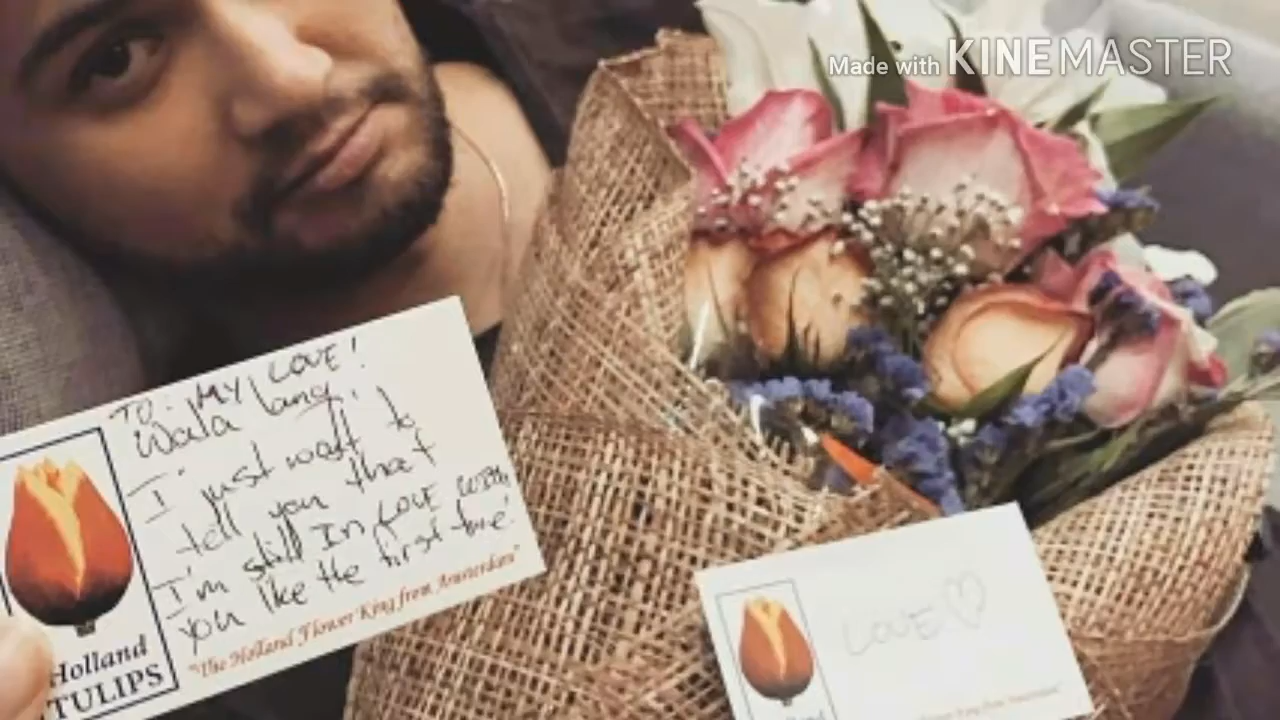 Made with KINEMASTER
TO: MY LOVE!
Wala lang!
I just want to
tell you that
I'm still In LOVE with
you like the first time!
"The Holland Flower King from Amsterdam"
Holland
TULIPS
LOVE♡
Holland